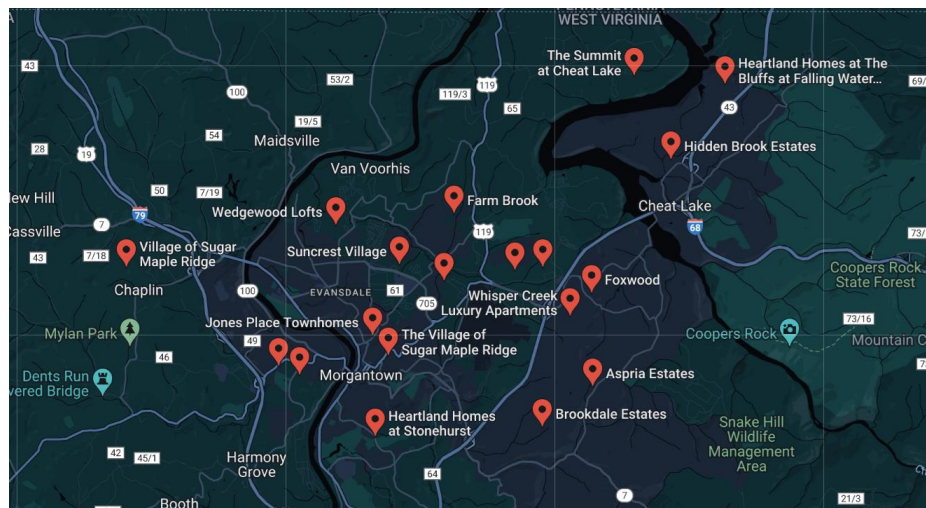 PENNSYLVANIA
WEST VIRGINIA
The Summit
at Cheat Lake
Heartland Homes at The
Bluffs at Falling Water...
43
53/2
100
119/3
119
65
69/
43
54
19/5
Maidsville
28
19
Hidden Brook Estates
Van Voorhis
50
7/19
New Hill
Farm Brook
Wedgewood Lofts
Cheat Lake
79
7
Cassville
119
68
73/
Village of Sugar
Maple Ridge
7/18
43
Suncrest Village
Coopers Rock
State Forest
Foxwood
Chaplin
100
EVANSDALE
61
705
Whisper Creek
Luxury Apartments
Jones Place Townhomes
73/16
Mylan Park
49
The Village of
Sugar Maple Ridge
Coopers Rock
Mountain C
46
Dents Run
overed Bridge
Morgantown
Aspria Estates
73
Heartland Homes
at Stonehurst
Brookdale Estates
Snake Hill
Wildlife
Management
Area
42
45/1
Harmony
Grove
64
7
21/3
Booth